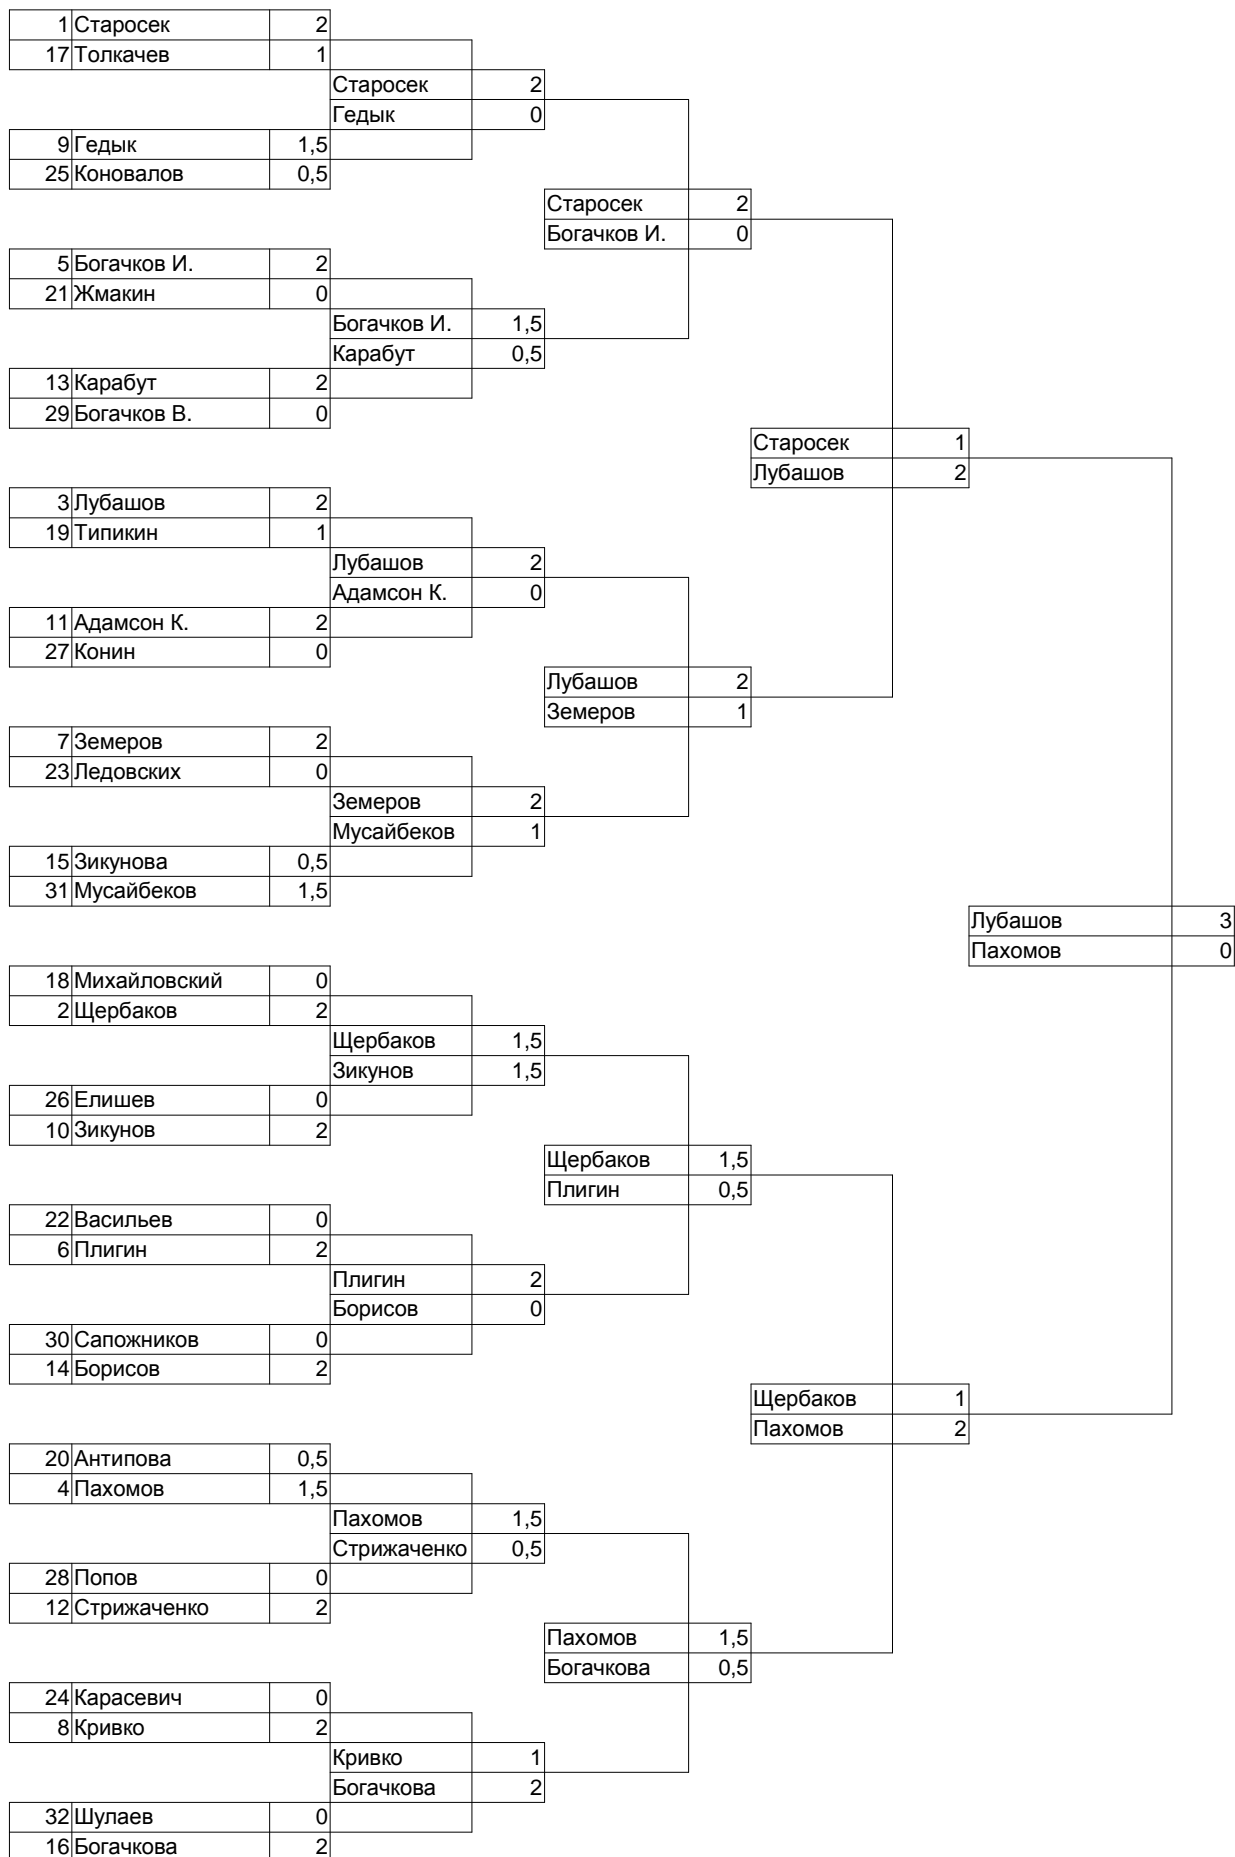 1 Старосек 2
17 Толкачев 1
Старосек 2
Гедык 0
9 Гедык 1,5
25 Коновалов 0,5
Старосек 2
Богачков И. 0
5 Богачков И. 2
21 Жмакин 0
Богачков И. 1,5
Карабут 0,5
13 Карабут 2
29 Богачков В. 0
Старосек 1
Лубашов 2
3 Лубашов 2
19 Типикин 1
Лубашов 2
Адамсон К. 0
11 Адамсон К. 2
27 Конин 0
Лубашов 2
Земеров 1
7 Земеров 2
23 Ледовских 0
Земеров 2
Мусайбеков 1
15 Зикунова 0,5
31 Мусайбеков 1,5
Лубашов 3
Пахомов 0
18 Михайловский 0
2 Щербаков 2
Щербаков 1,5
Зикунов 1,5
26 Елишев 0
10 Зикунов 2
Щербаков 1,5
Плигин 0,5
22 Васильев 0
6 Плигин 2
Плигин 2
Борисов 0
30 Сапожников 0
14 Борисов 2
Щербаков 1
Пахомов 2
20 Антипова 0,5
4 Пахомов 1,5
Пахомов 1,5
Стрижаченко 0,5
28 Попов 0
12 Стрижаченко 2
Пахомов 1,5
Богачкова 0,5
24 Карасевич 0
8 Кривко 2
Кривко 1
Богачкова 2
32 Шулаев 0
16 Богачкова 2